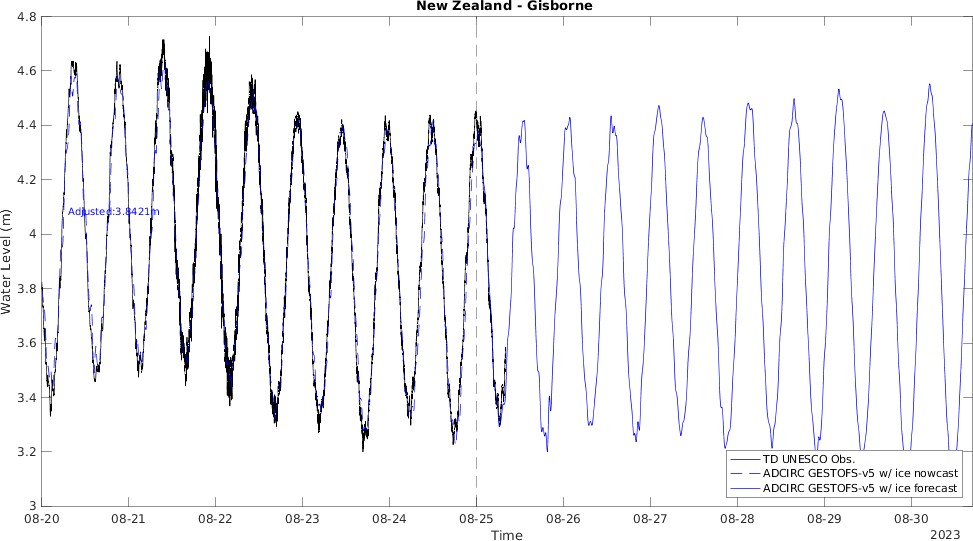 New Zealand - Gisborne
4.8
4.6
4.4
4.2
4
3.8
3.6
3.4
3.2
3
Water Level (m)
Adjusted:3.8421m
TD UNESCO Obs.
ADCIRC GESTOFS-v5 w/ ice nowcast
ADCIRC GESTOFS-v5 w/ ice forecast
08-20 08-21 08-22 08-23 08-24 08-25 08-26 08-27 08-28 08-29 08-30
Time
2023